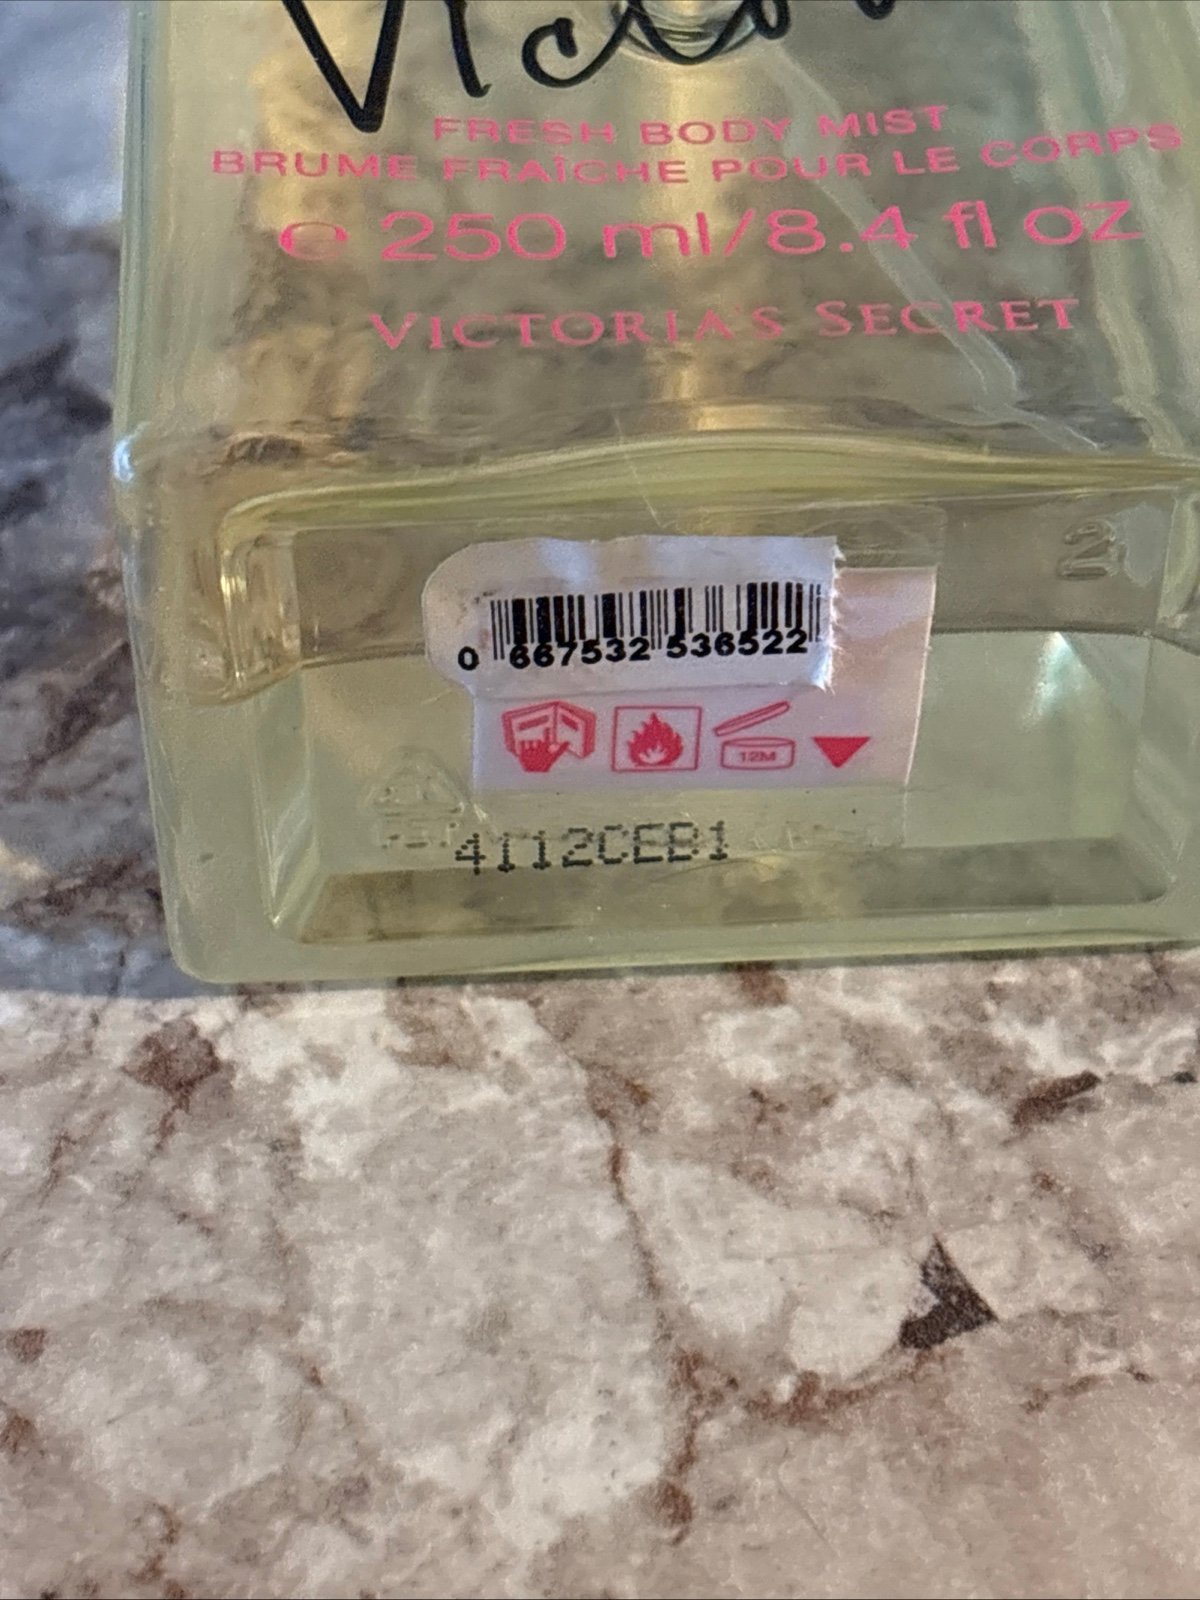 FRESH BODY MIST
BRUME FRAÎCHE POUR LE CORPS
℮ 250 ml/8.4 fl oz
VICTORIA'S SECRET
2
0 667532 536522
12M
4112CEB1